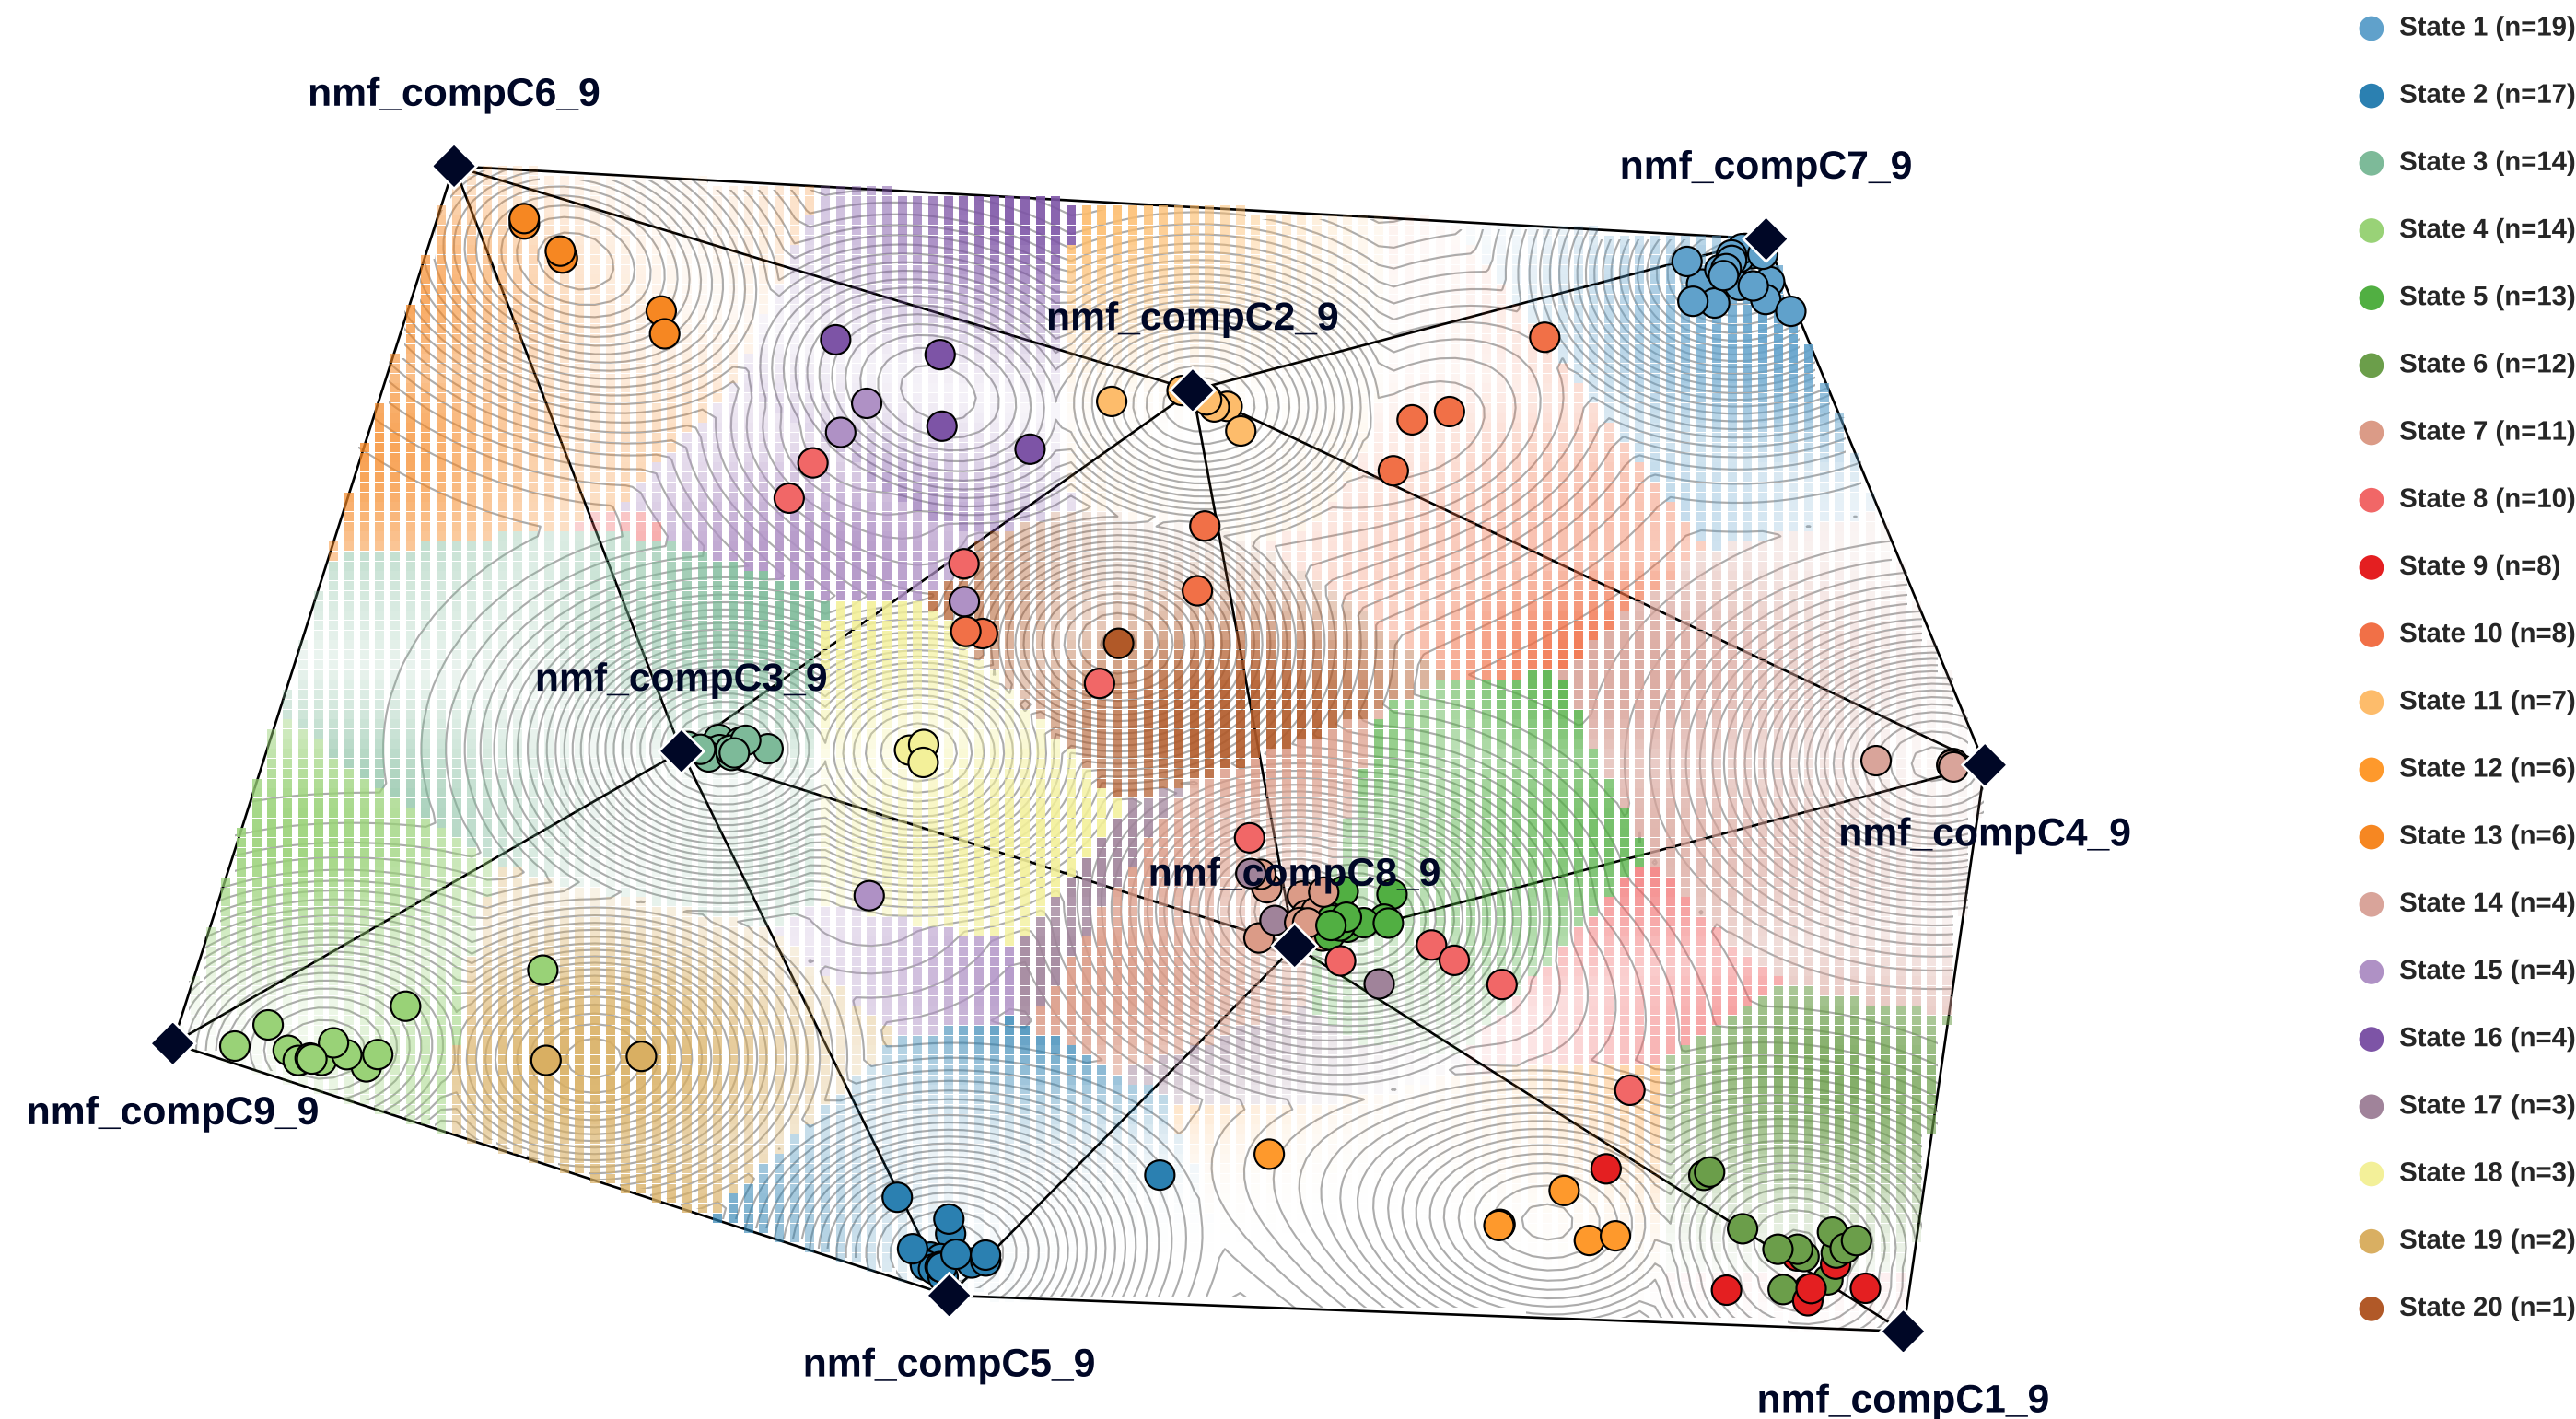 nmf_compC6_9
nmf_compC7_9
nmf_compC2_9
nmf_compC3_9
nmf_compC4_9
nmf_compC8_9
nmf_compC9_9
nmf_compC5_9
nmf_compC1_9
State 1 (n=19)
State 2 (n=17)
State 3 (n=14)
State 4 (n=14)
State 5 (n=13)
State 6 (n=12)
State 7 (n=11)
State 8 (n=10)
State 9 (n=8)
State 10 (n=8)
State 11 (n=7)
State 12 (n=6)
State 13 (n=6)
State 14 (n=4)
State 15 (n=4)
State 16 (n=4)
State 17 (n=3)
State 18 (n=3)
State 19 (n=2)
State 20 (n=1)